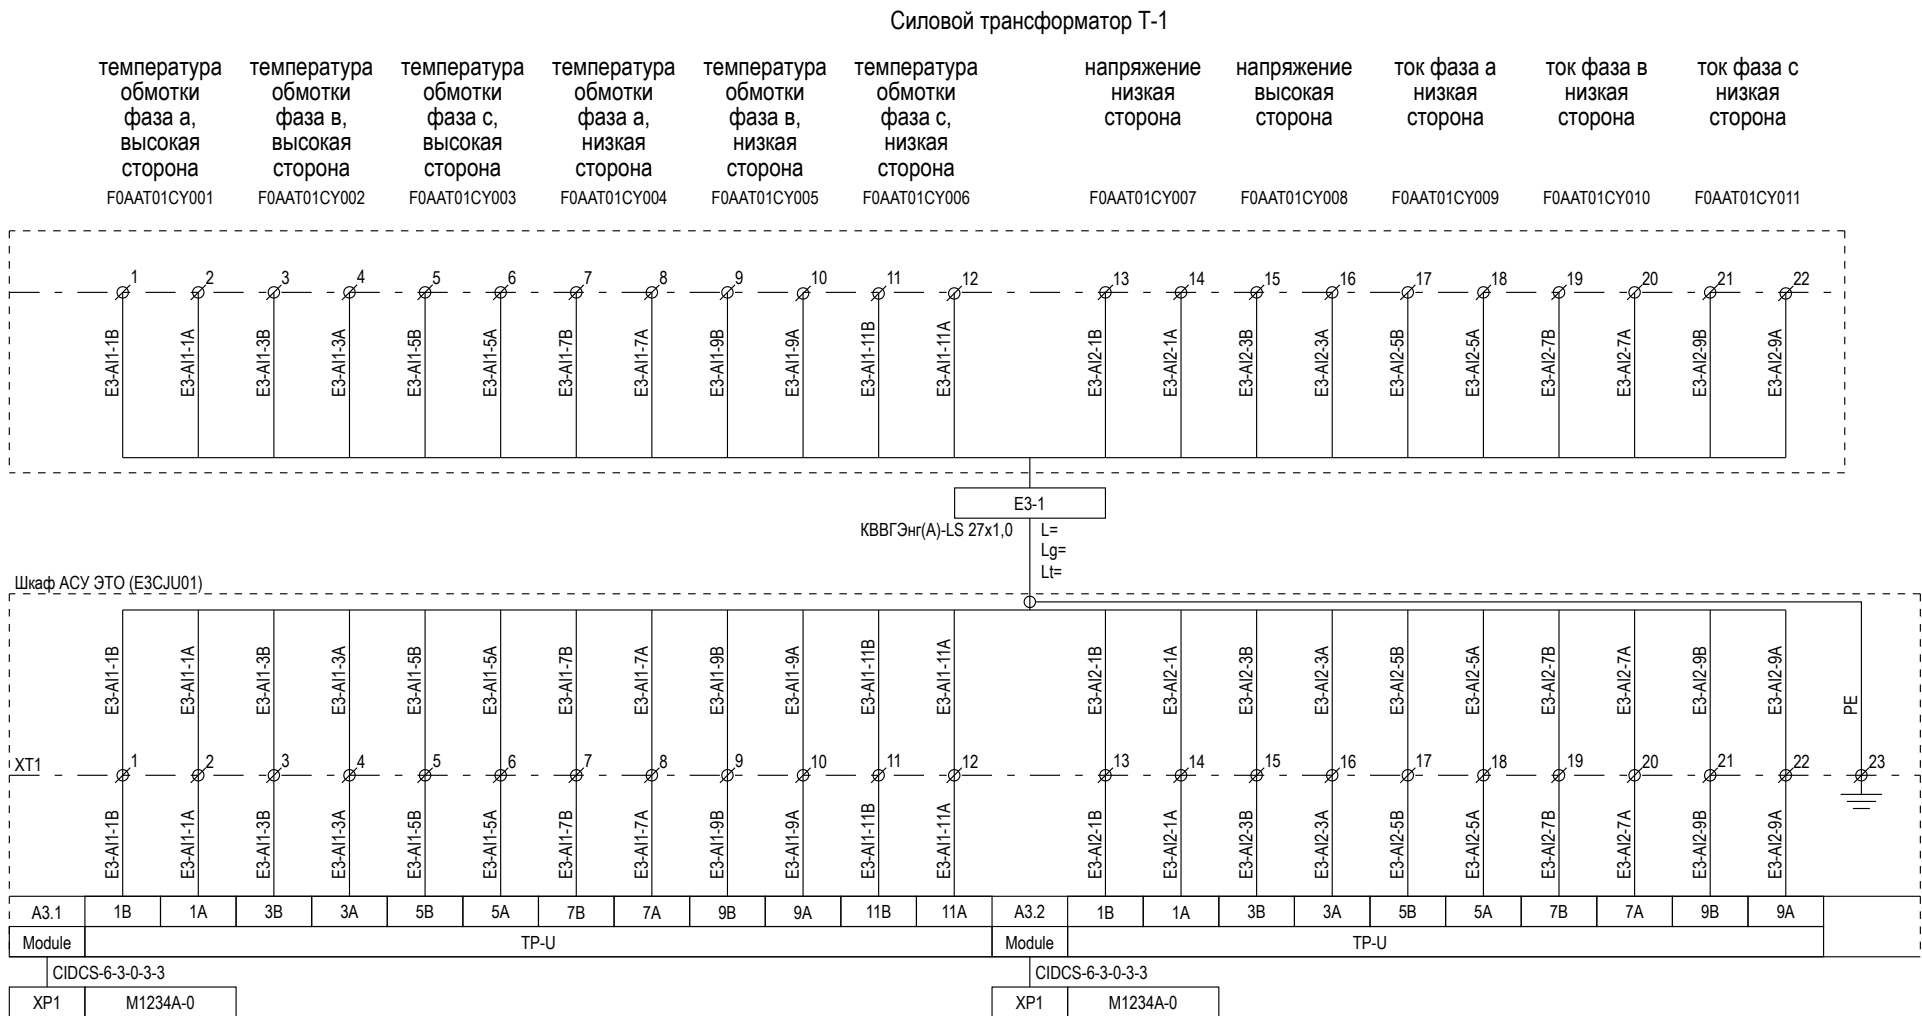 Силовой трансформатор Т-1
температура обмотки фаза а, высокая сторона
температура обмотки фаза в, высокая сторона
температура обмотки фаза с, высокая сторона
температура обмотки фаза а, низкая сторона
температура обмотки фаза в, низкая сторона
температура обмотки фаза с, низкая сторона
напряжение низкая сторона
напряжение высокая сторона
ток фаза а низкая сторона
ток фаза в низкая сторона
ток фаза с низкая сторона
F0AAT01CY001 F0AAT01CY002 F0AAT01CY003 F0AAT01CY004 F0AAT01CY005 F0AAT01CY006 F0AAT01CY007 F0AAT01CY008 F0AAT01CY009 F0AAT01CY010 F0AAT01CY011
1 2 3 4 5 6 7 8 9 10 11 12 13 14 15 16 17 18 19 20 21 22
E3-AI1-1B E3-AI1-1A E3-AI1-3B E3-AI1-3A E3-AI1-5B E3-AI1-5A E3-AI1-7B E3-AI1-7A E3-AI1-9B E3-AI1-9A E3-AI1-11B E3-AI1-11A E3-AI2-1B E3-AI2-1A E3-AI2-3B E3-AI2-3A E3-AI2-5B E3-AI2-5A E3-AI2-7B E3-AI2-7A E3-AI2-9B E3-AI2-9A
E3-1
КВВГЭнг(А)-LS 27х1,0 L=
Lg=
Lt=
Шкаф АСУ ЭТО (E3CJU01)
E3-AI1-1B E3-AI1-1A E3-AI1-3B E3-AI1-3A E3-AI1-5B E3-AI1-5A E3-AI1-7B E3-AI1-7A E3-AI1-9B E3-AI1-9A E3-AI1-11B E3-AI1-11A E3-AI2-1B E3-AI2-1A E3-AI2-3B E3-AI2-3A E3-AI2-5B E3-AI2-5A E3-AI2-7B E3-AI2-7A E3-AI2-9B E3-AI2-9A PE
XT1 1 2 3 4 5 6 7 8 9 10 11 12 13 14 15 16 17 18 19 20 21 22 23
E3-AI1-1B E3-AI1-1A E3-AI1-3B E3-AI1-3A E3-AI1-5B E3-AI1-5A E3-AI1-7B E3-AI1-7A E3-AI1-9B E3-AI1-9A E3-AI1-11B E3-AI1-11A E3-AI2-1B E3-AI2-1A E3-AI2-3B E3-AI2-3A E3-AI2-5B E3-AI2-5A E3-AI2-7B E3-AI2-7A E3-AI2-9B E3-AI2-9A
A3.1 1B 1A 3B 3A 5B 5A 7B 7A 9B 9A 11B 11A A3.2 1B 1A 3B 3A 5B 5A 7B 7A 9B 9A
Module TP-U Module TP-U
CIDCS-6-3-0-3-3 CIDCS-6-3-0-3-3
XP1 M1234A-0 XP1 M1234A-0